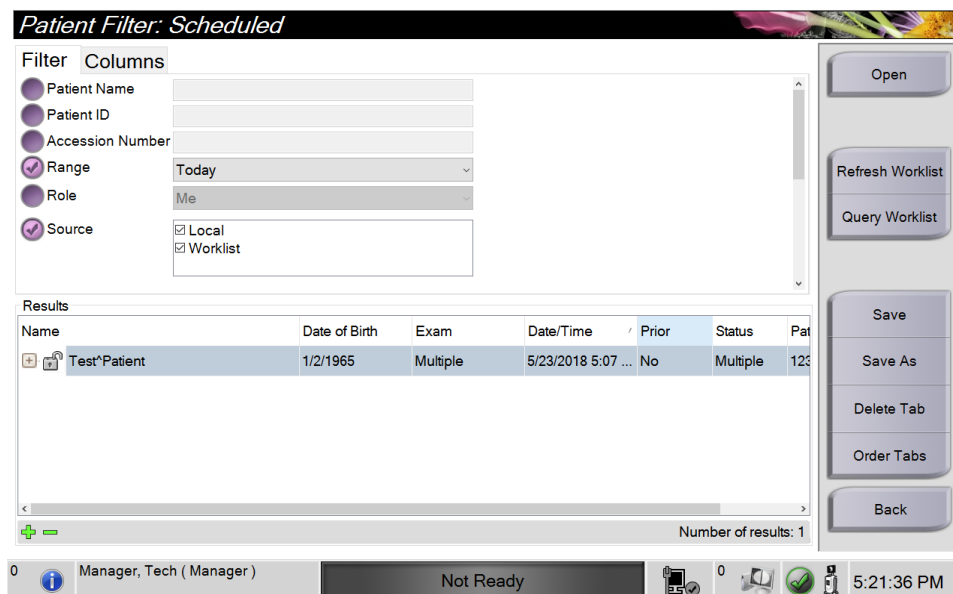 Patient Filter: Scheduled
Filter Columns
Patient Name
Patient ID
Accession Number
Range Today
Role Me
Source Local
Worklist
Results
Name Date of Birth Exam Date/Time Prior Status Pat
Test^Patient 1/2/1965 Multiple 5/23/2018 5:07 ... No Multiple 123
Number of results: 1
Open
Refresh Worklist
Query Worklist
Save
Save As
Delete Tab
Order Tabs
Back
0 Manager, Tech ( Manager ) Not Ready 0 5:21:36 PM